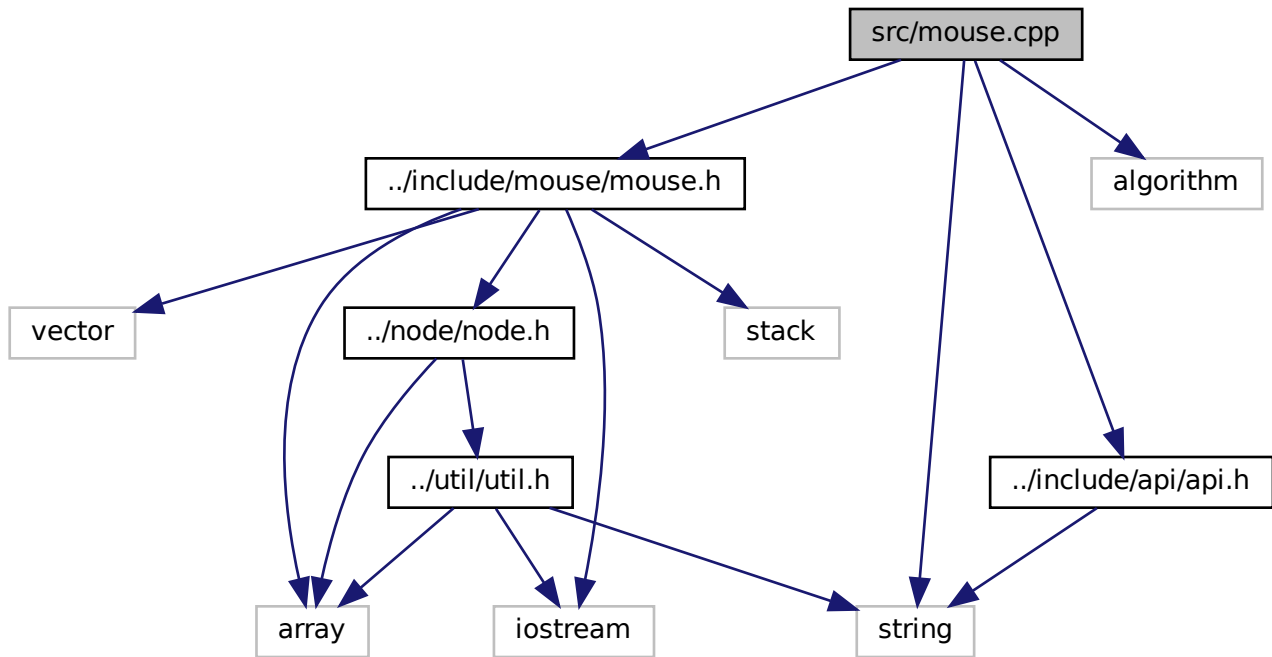 src/mouse.cpp
../include/mouse/mouse.h
algorithm
vector
../node/node.h
stack
../util/util.h
../include/api/api.h
array
iostream
string